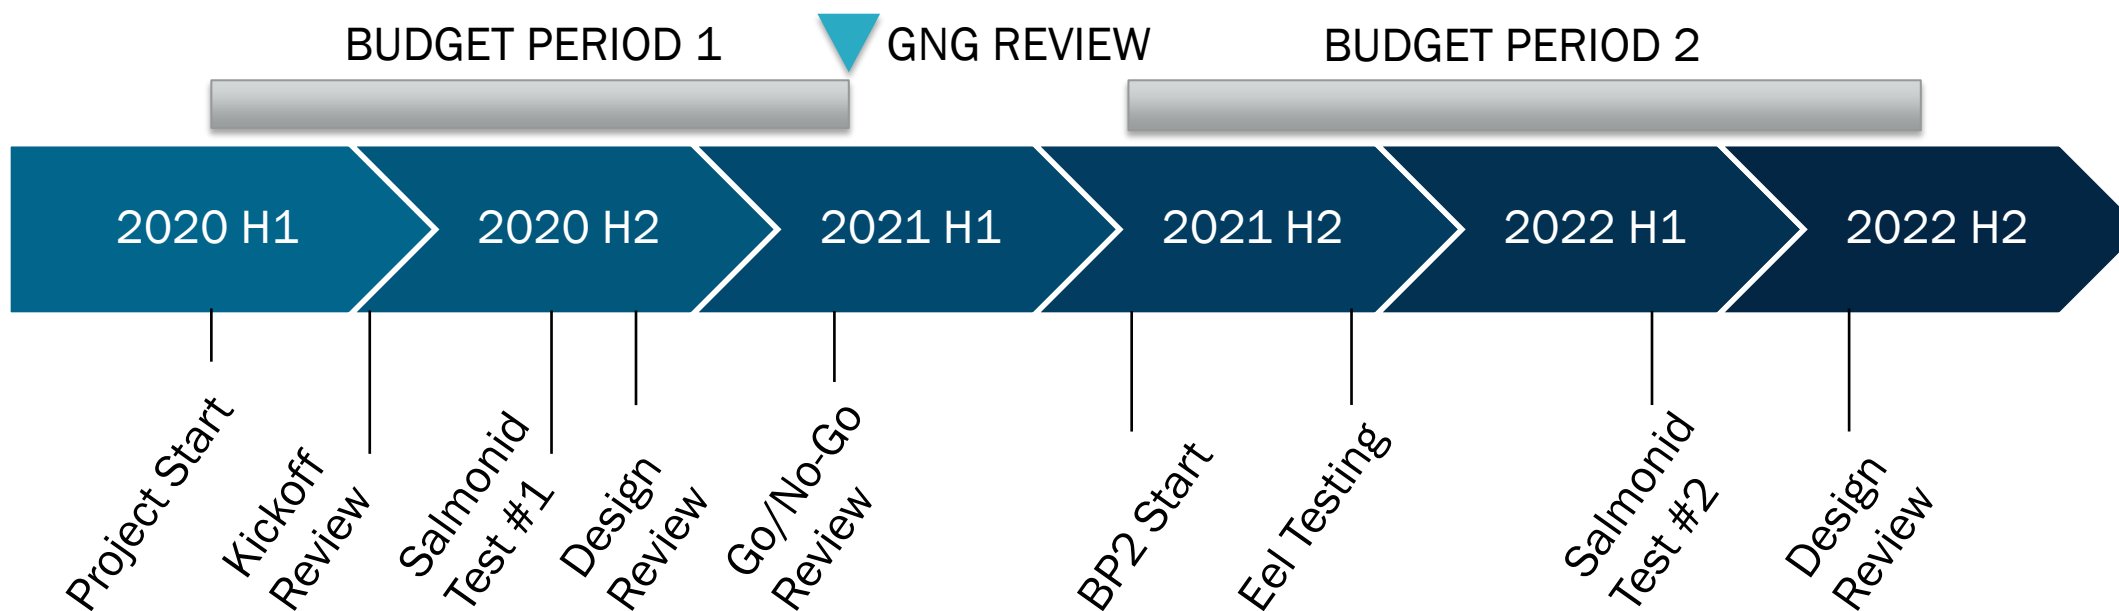 BUDGET PERIOD 1
GNG REVIEW
BUDGET PERIOD 2
2020 H1
2020 H2
2021 H1
2021 H2
2022 H1
2022 H2
Project Start
Kickoff
Review
Salmonid
Test #1
Design
Review
Go/No-Go
Review
BP2 Start
Eel Testing
Salmonid
Test #2
Design
Review